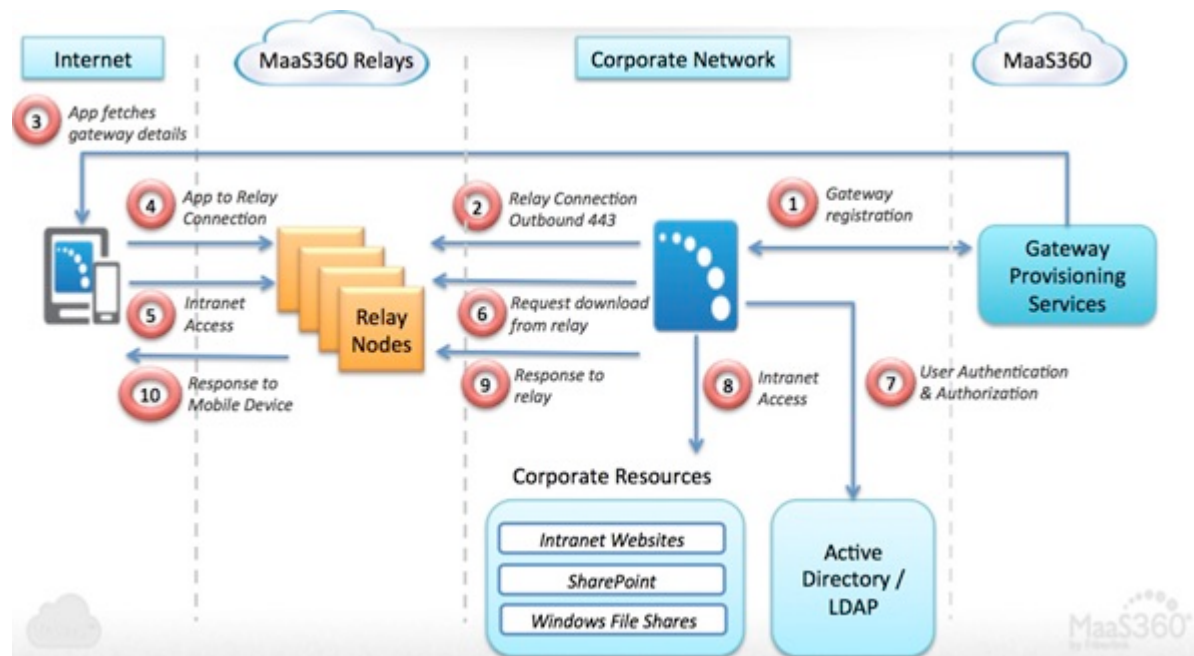 Internet
MaaS360 Relays
Corporate Network
MaaS360
3
App fetches
gateway details
4
App to Relay
Connection
2
Relay Connection
Outbound 443
1
Gateway
registration
Gateway
Provisioning
Services
5
Intranet
Access
Relay
Nodes
6
Request download
from relay
10
Response to
Mobile Device
9
Response to
relay
8
Intranet
Access
7
User Authentication
& Authorization
Corporate Resources
Intranet Websites
SharePoint
Windows File Shares
Active
Directory /
LDAP
MaaS360
by Fiberlink